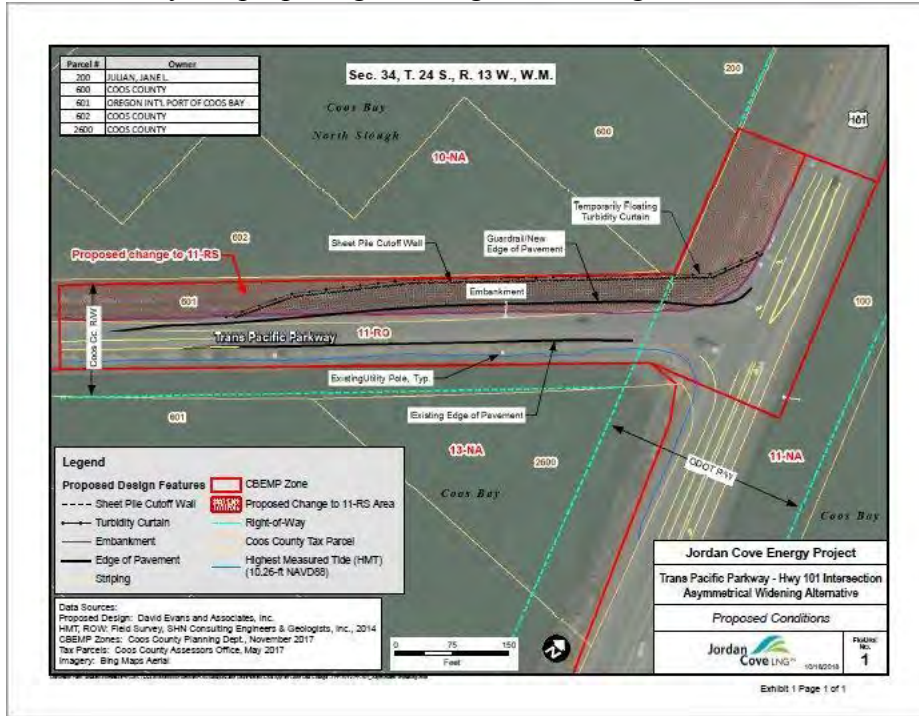 Parcel # Owner
200 JULIAN, JANE L.
600 COOS COUNTY
601 OREGON INT'L PORT OF COOS BAY
602 COOS COUNTY
2600 COOS COUNTY
Sec. 34, T. 24 S., R. 13 W., W.M.
200
Coos Bay
North Slough
600
10-NA
Temporarily Floating
Turbidity Curtain
602
Sheet Pile Cutoff Wall
Guardrail/New
Edge of Pavement
Proposed change to 11-RS
Embankment
601
100
Trans Pacific Parkway
11-RO
Existing Utility Pole, Typ.
Existing Edge of Pavement
601
13-NA
2600
11-NA
Coos Bay
Coos Bay
Legend
Proposed Design Features
Sheet Pile Cutoff Wall
Turbidity Curtain
Embankment
Edge of Pavement
Striping
CBEMP Zone
Proposed Change to 11-RS Area
Right-of-Way
Coos County Tax Parcel
Highest Measured Tide (HMT)
(10.26-ft NAVD88)
Data Sources:
Proposed Design: David Evans and Associates, Inc.
HMT, ROW: Field Survey, SHN Consulting Engineers & Geologists, Inc., 2014
CBEMP Zones: Coos County Planning Dept., November 2017
Tax Parcels: Coos County Assessors Office, May 2017
Imagery: Bing Maps Aerial
0 75 150
Feet
Jordan Cove Energy Project
Trans Pacific Parkway - Hwy 101 Intersection
Asymmetrical Widening Alternative
Proposed Conditions
Jordan
Cove LNG
1
Exhibit 1 Page 1 of 1